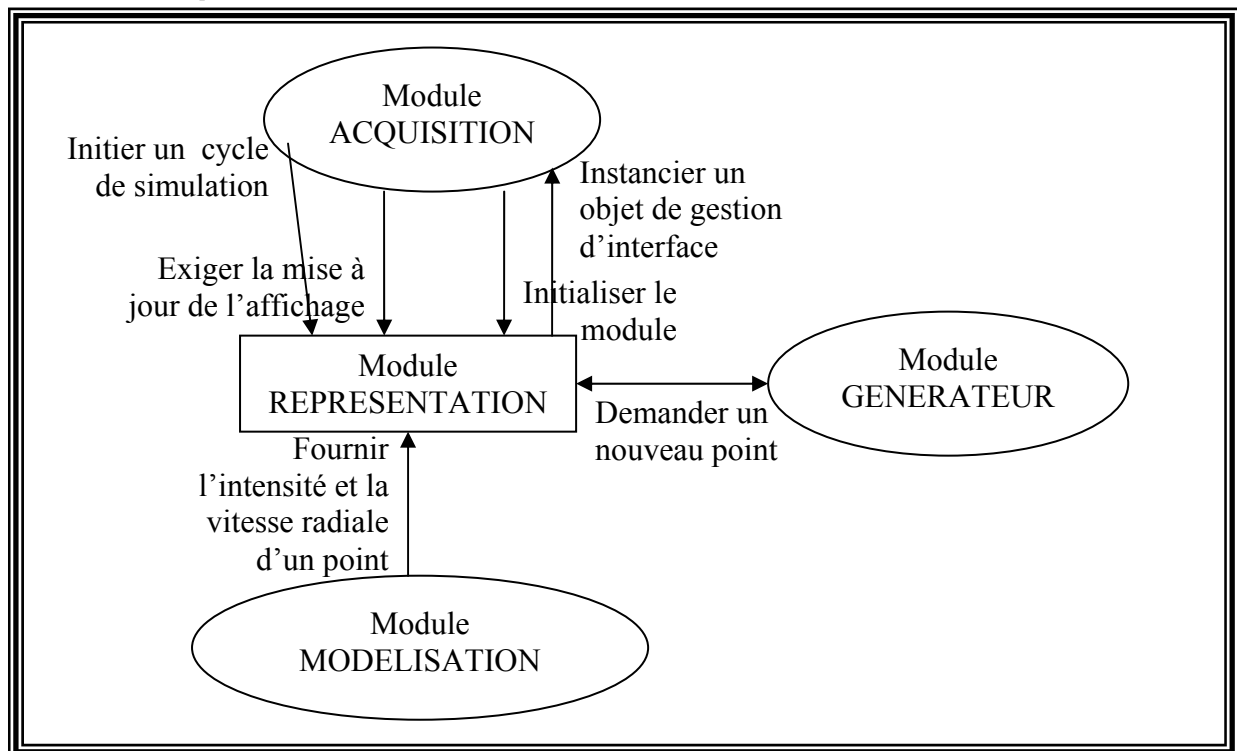 Module
ACQUISITION
Initier un cycle
de simulation
Instancier un
objet de gestion
d’interface
Exiger la mise à
jour de l’affichage
Initialiser le
module
Module
REPRESENTATION
Module
GENERATEUR
Demander un
nouveau point
Fournir
l’intensité et la
vitesse radiale
d’un point
Module
MODELISATION